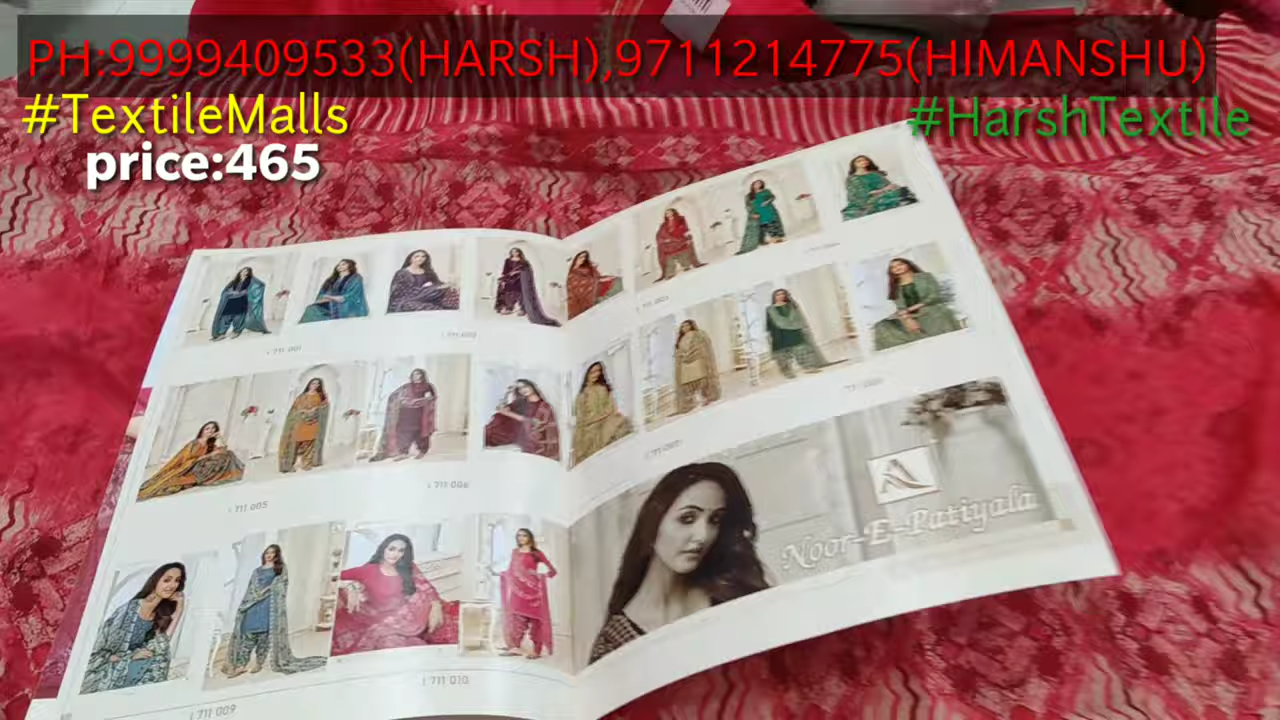 PH:9999409533(HARSH),9711214775(HIMANSHU)
#TextileMalls
#HarshTextile
price:465
711 001
711 005
711 006
711 009
711 010
Noor-E-Patiyala